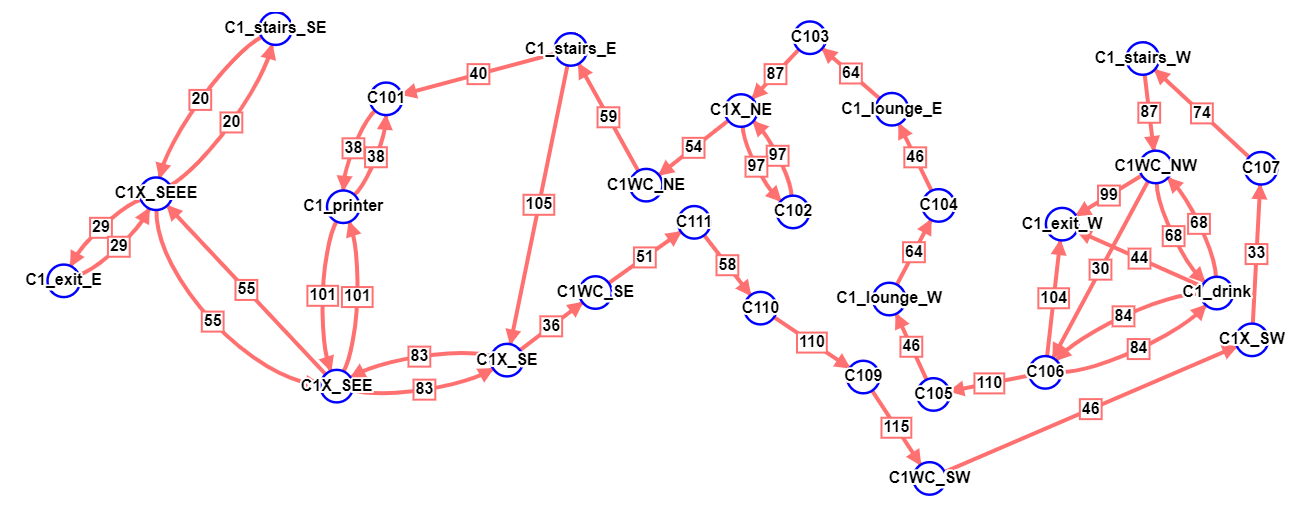 C1_stairs_SE
C103
C1_stairs_E
C1_stairs_W
40
87
64
20
C101
C1X_NE
C1_lounge_E
87
74
20
59
38
38
54
97
97
46
C1WC_NW
C107
C1X_SEEE
C1WC_NE
99
C1_printer
105
C102
C104
C1_exit_W
68
68
29
29
C111
33
51
64
44
C1_exit_E
58
30
55
101
101
C1WC_SE
C1_lounge_W
104
C1_drink
55
36
C110
84
110
46
84
C1X_SW
83
C1X_SE
C1X_SEE
83
C109
C105
110
C106
46
115
C1WC_SW